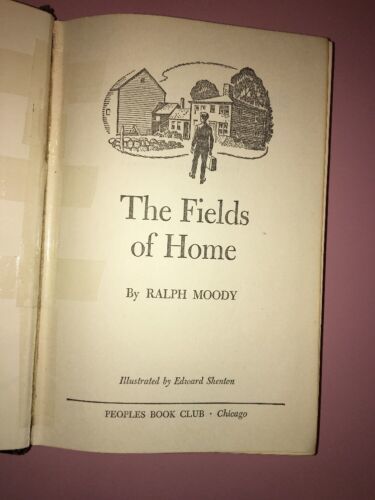 The Fields
of Home
By RALPH MOODY
Illustrated by Edward Shenton
PEOPLES BOOK CLUB · Chicago